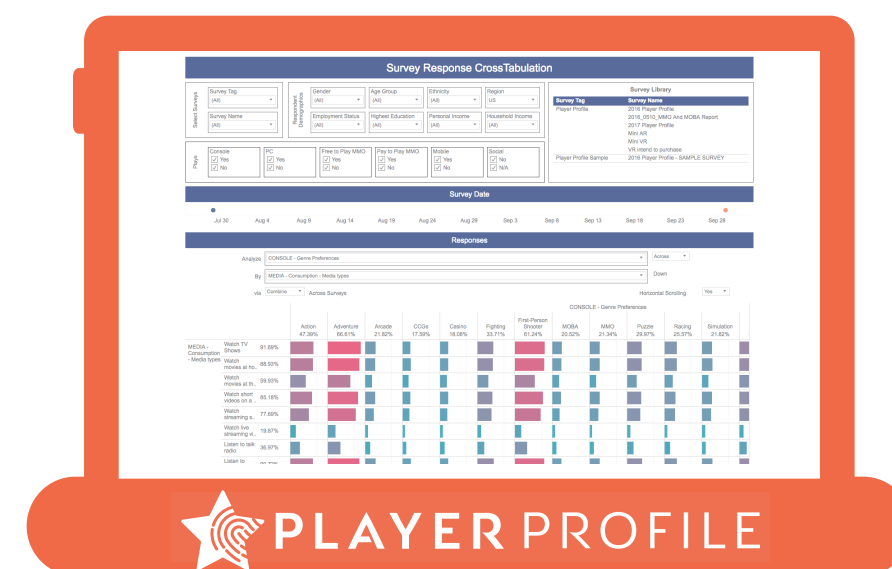 Survey Response CrossTabulation
Select Surveys
Survey Tag
(All)
Survey Name
(All)
Respondent Demographics
Gender
(All)
Age Group
(All)
Ethnicity
(All)
Region
US
Employment Status
(All)
Highest Education
(All)
Personal Income
(All)
Household Income
(All)
Survey Library
Survey Tag Survey Name
Player Profile 2016 Player Profile
2016_0510_MMO And MOBA Report
2017 Player Profile
Mini AR
Mini VR
VR intend to purchase
Player Profile Sample 2016 Player Profile - SAMPLE SURVEY
Plays
Console
Yes
No
PC
Yes
No
Free to Play MMO
Yes
No
Pay to Play MMO
Yes
No
Mobile
Yes
No
Social
No
N/A
Survey Date
Jul 30 Aug 4 Aug 9 Aug 14 Aug 19 Aug 24 Aug 29 Sep 3 Sep 8 Sep 13 Sep 18 Sep 23 Sep 28
Responses
Analyze CONSOLE - Genre Preferences Across
By MEDIA - Consumption - Media types Down
via Combine Across Surveys Horizontal Scrolling Yes
CONSOLE - Genre Preferences
Action Adventure Arcade CCGs Casino Fighting First-Person Shooter MOBA MMO Puzzle Racing Simulation
47.39% 66.61% 21.82% 17.59% 18.08% 33.71% 61.24% 20.52% 21.34% 29.97% 25.57% 21.82%
MEDIA - Consumption - Media types
Watch TV Shows 91.69%
Watch movies at ho.. 88.93%
Watch movies at th.. 59.93%
Watch short videos on a .. 85.18%
Watch streaming s.. 77.69%
Watch live streaming vi.. 19.87%
Listen to talk radio 36.97%
Listen to
PLAYER PROFILE